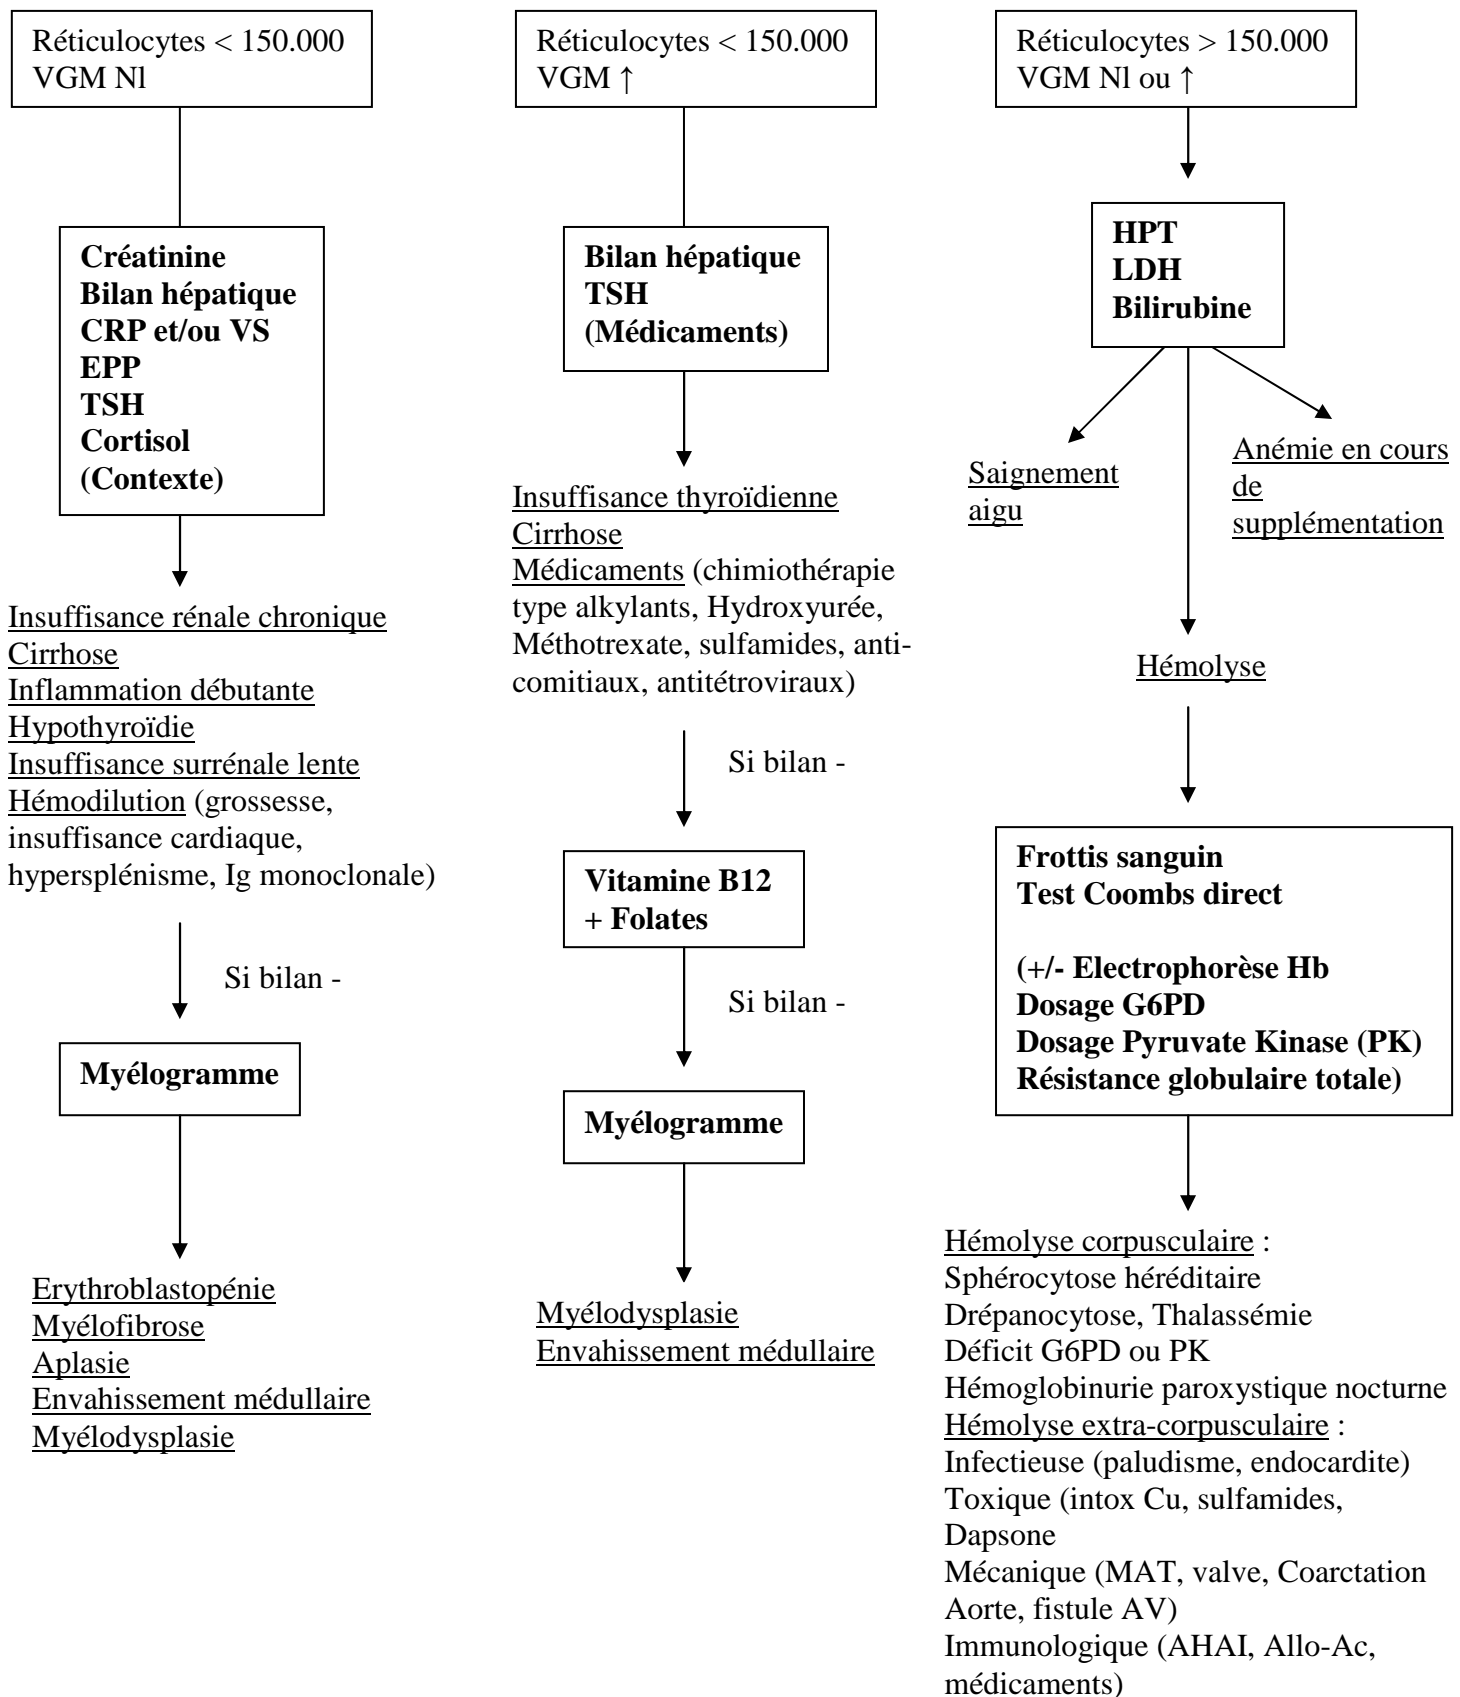 Réticulocytes < 150.000
VGM Nl
Créatinine
Bilan hépatique
CRP et/ou VS
EPP
TSH
Cortisol
(Contexte)
Insuffisance rénale chronique
Cirrhose
Inflammation débutante
Hypothyroïdie
Insuffisance surrénale lente
Hémodilution (grossesse,
insuffisance cardiaque,
hypersplénisme, Ig monoclonale)
Si bilan -
Myélogramme
Erythroblastopénie
Myélofibrose
Aplasie
Envahissement médullaire
Myélodysplasie
Réticulocytes < 150.000
VGM ↑
Bilan hépatique
TSH
(Médicaments)
Insuffisance thyroïdienne
Cirrhose
Médicaments (chimiothérapie
type alkylants, Hydroxyurée,
Méthotrexate, sulfamides, anti-
comitiaux, antitétroviraux)
Si bilan -
Vitamine B12
+ Folates
Si bilan -
Myélogramme
Myélodysplasie
Envahissement médullaire
Réticulocytes > 150.000
VGM Nl ou ↑
HPT
LDH
Bilirubine
Saignement
aigu
Anémie en cours
de
supplémentation
Hémolyse
Frottis sanguin
Test Coombs direct
(+/- Electrophorèse Hb
Dosage G6PD
Dosage Pyruvate Kinase (PK)
Résistance globulaire totale)
Hémolyse corpusculaire :
Sphérocytose héréditaire
Drépanocytose, Thalassémie
Déficit G6PD ou PK
Hémoglobinurie paroxystique nocturne
Hémolyse extra-corpusculaire :
Infectieuse (paludisme, endocardite)
Toxique (intox Cu, sulfamides,
Dapsone
Mécanique (MAT, valve, Coarctation
Aorte, fistule AV)
Immunologique (AHAI, Allo-Ac,
médicaments)